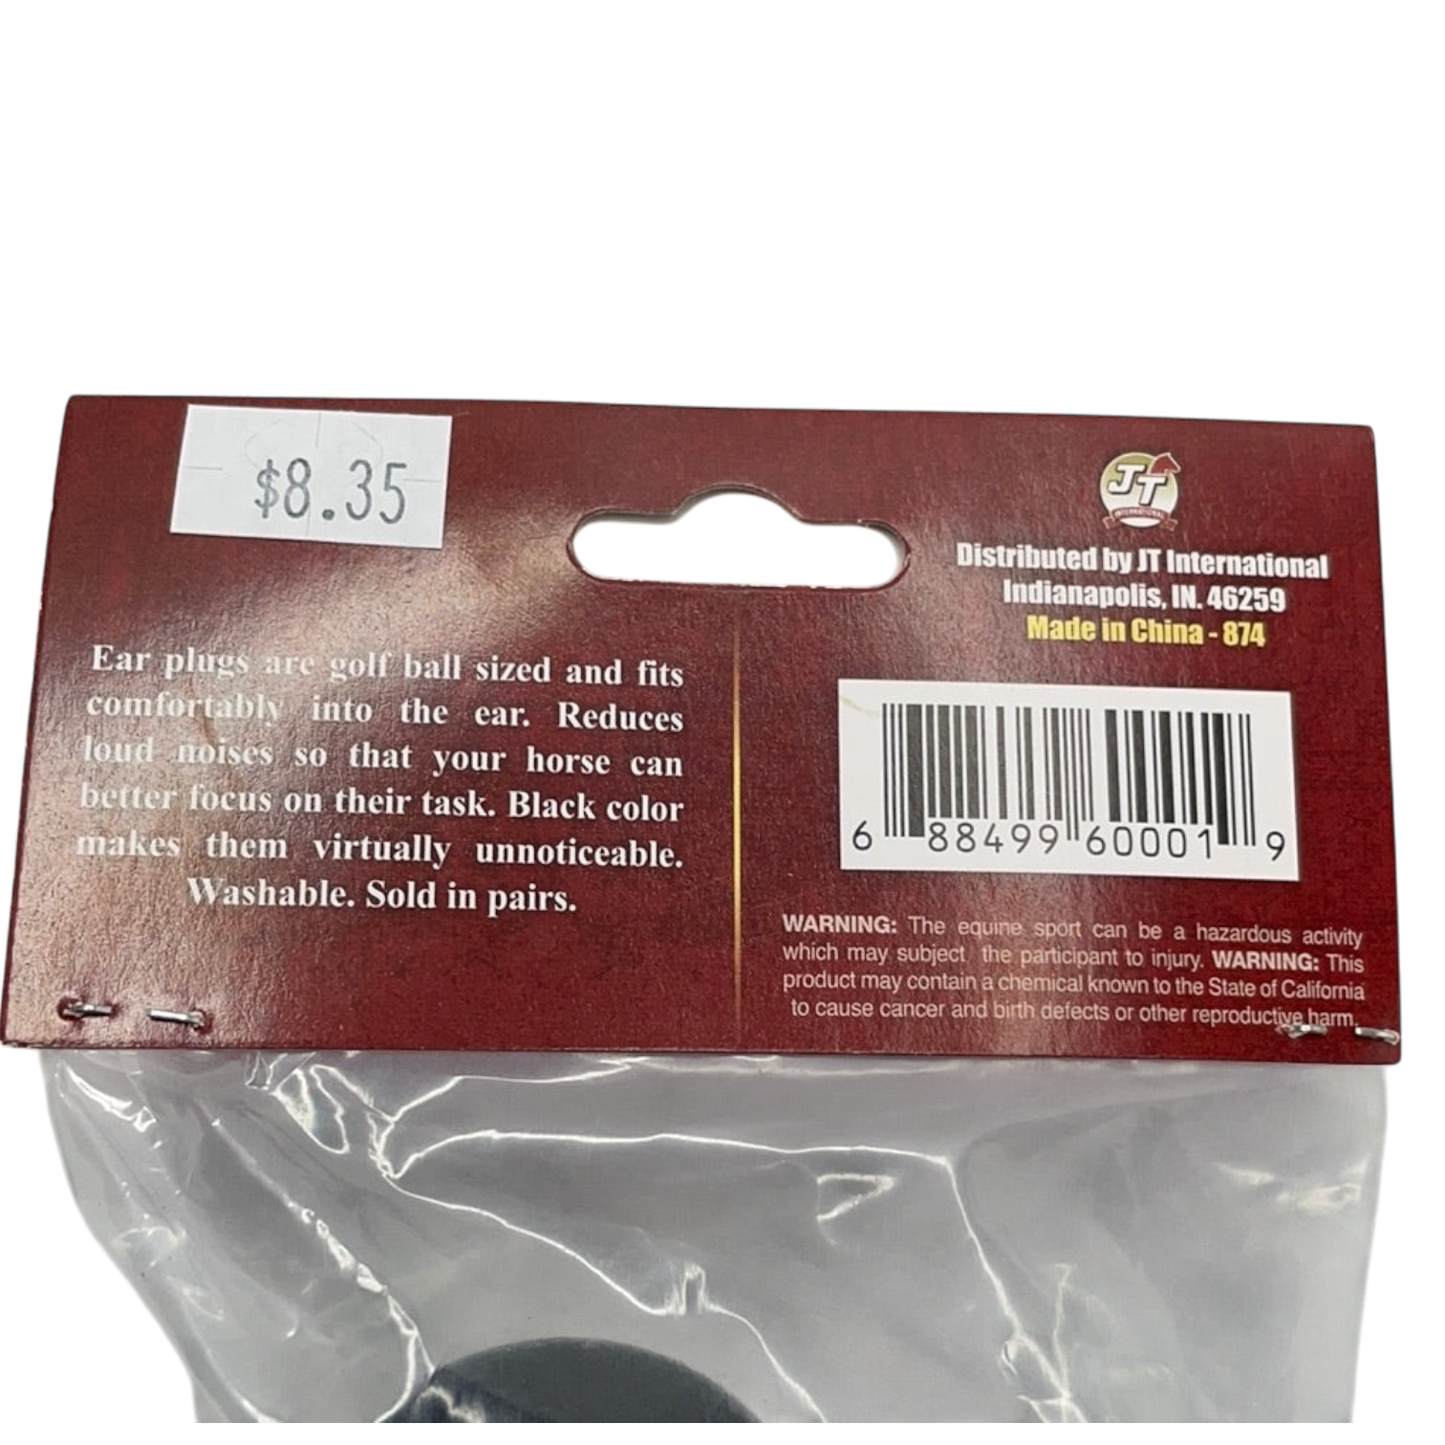 $8.35
Ear plugs are golf ball sized and fits
comfortably into the ear. Reduces
loud noises so that your horse can
better focus on their task. Black color
makes them virtually unnoticeable.
Washable. Sold in pairs.
JT
INTERNATIONAL
Distributed by JT International
Indianapolis, IN. 46259
Made in China - 874
6 88499 60001 9
WARNING: The equine sport can be a hazardous activity
which may subject the participant to injury. WARNING: This
product may contain a chemical known to the State of California
to cause cancer and birth defects or other reproductive harm.